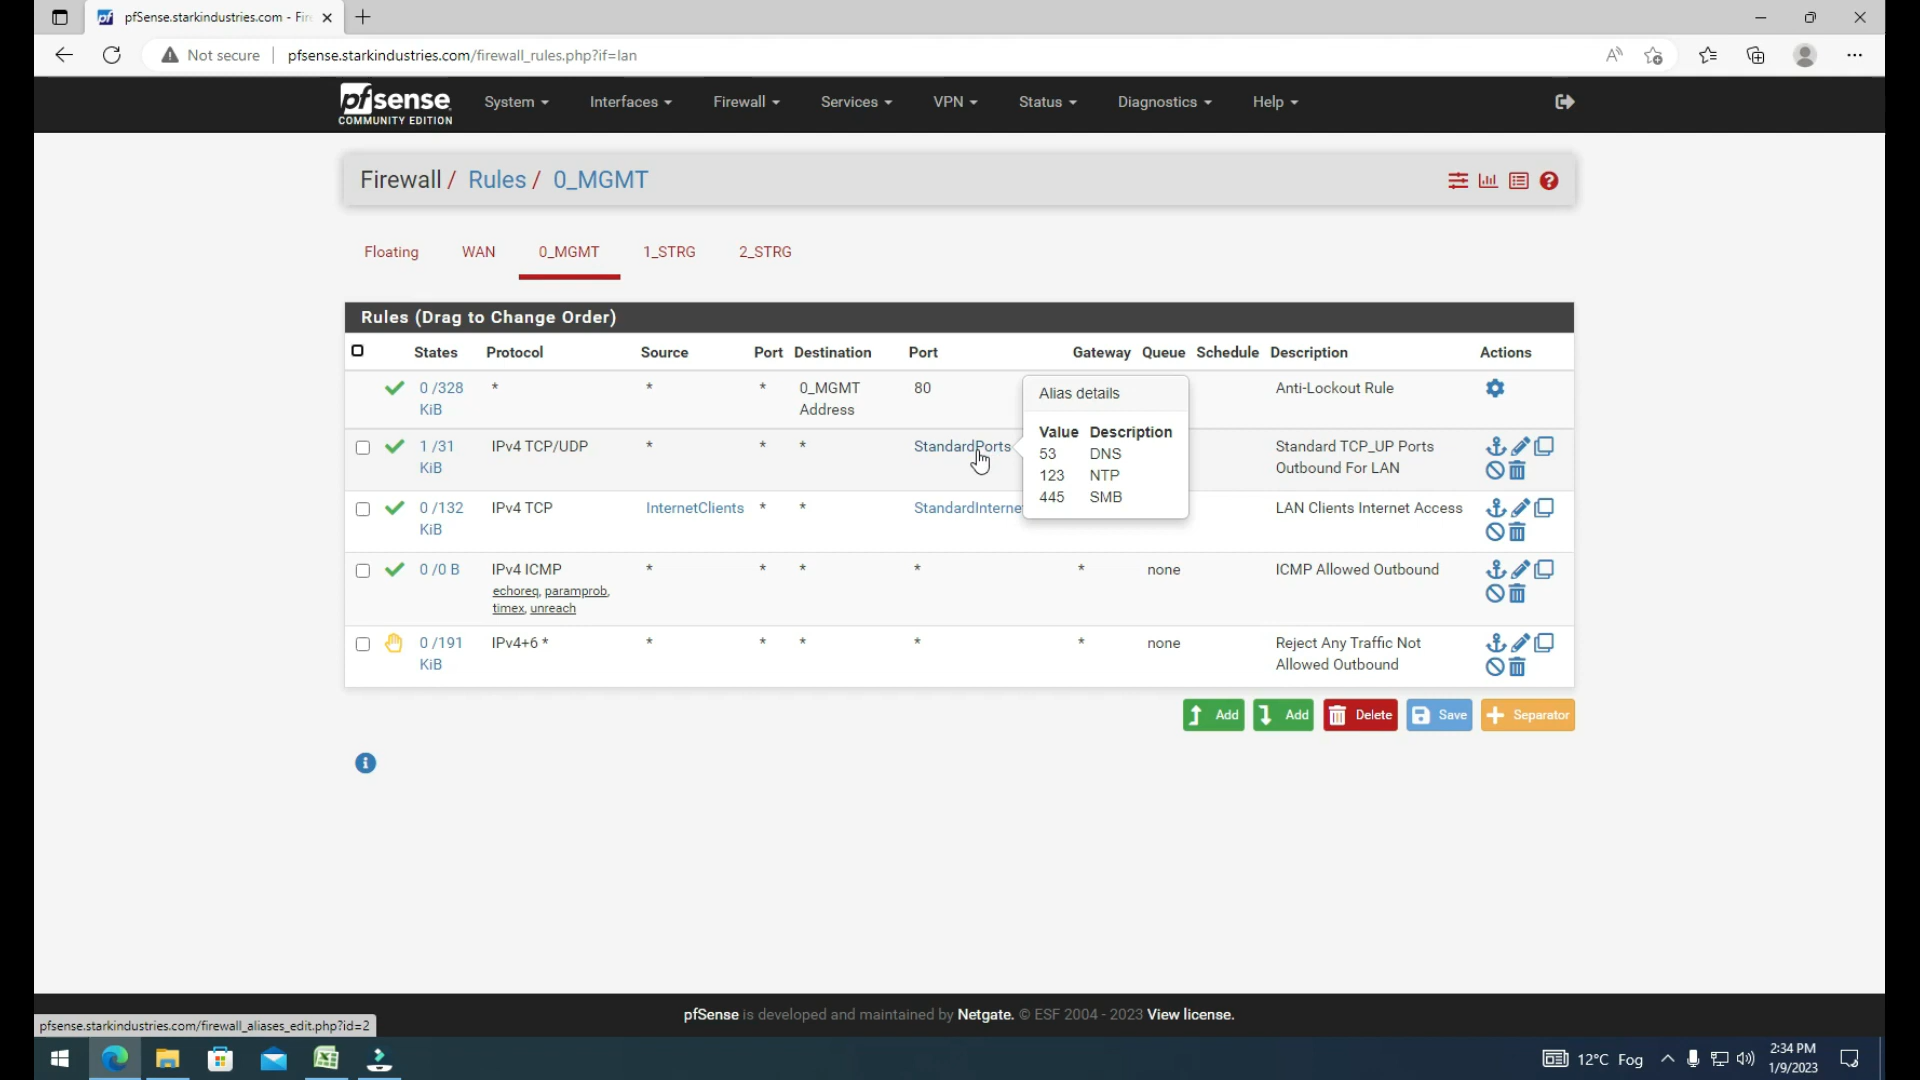 pfSense.starkindustries.com - Fir
Not secure pfsense.starkindustries.com/firewall_rules.php?if=lan
pfsense
COMMUNITY EDITION
System Interfaces Firewall Services VPN Status Diagnostics Help
Firewall / Rules / 0_MGMT
Floating WAN 0_MGMT 1_STRG 2_STRG
Rules (Drag to Change Order)
States Protocol Source Port Destination Port Gateway Queue Schedule Description Actions
0 /328 * * * 0_MGMT 80 Anti-Lockout Rule
KiB Address
Alias details
Value Description
53 DNS
123 NTP
445 SMB
1 /31 IPv4 TCP/UDP * * * StandardPorts Standard TCP_UP Ports
KiB Outbound For LAN
0 /132 IPv4 TCP InternetClients * * StandardInterne LAN Clients Internet Access
KiB
0 /0 B IPv4 ICMP * * * * * none ICMP Allowed Outbound
echoreq, paramprob,
timex, unreach
0 /191 IPv4+6 * * * * * * none Reject Any Traffic Not
KiB Allowed Outbound
Add Add Delete Save Separator
pfSense is developed and maintained by Netgate. © ESF 2004 - 2023 View license.
pfsense.starkindustries.com/firewall_aliases_edit.php?id=2
12°C Fog 2:34 PM
1/9/2023